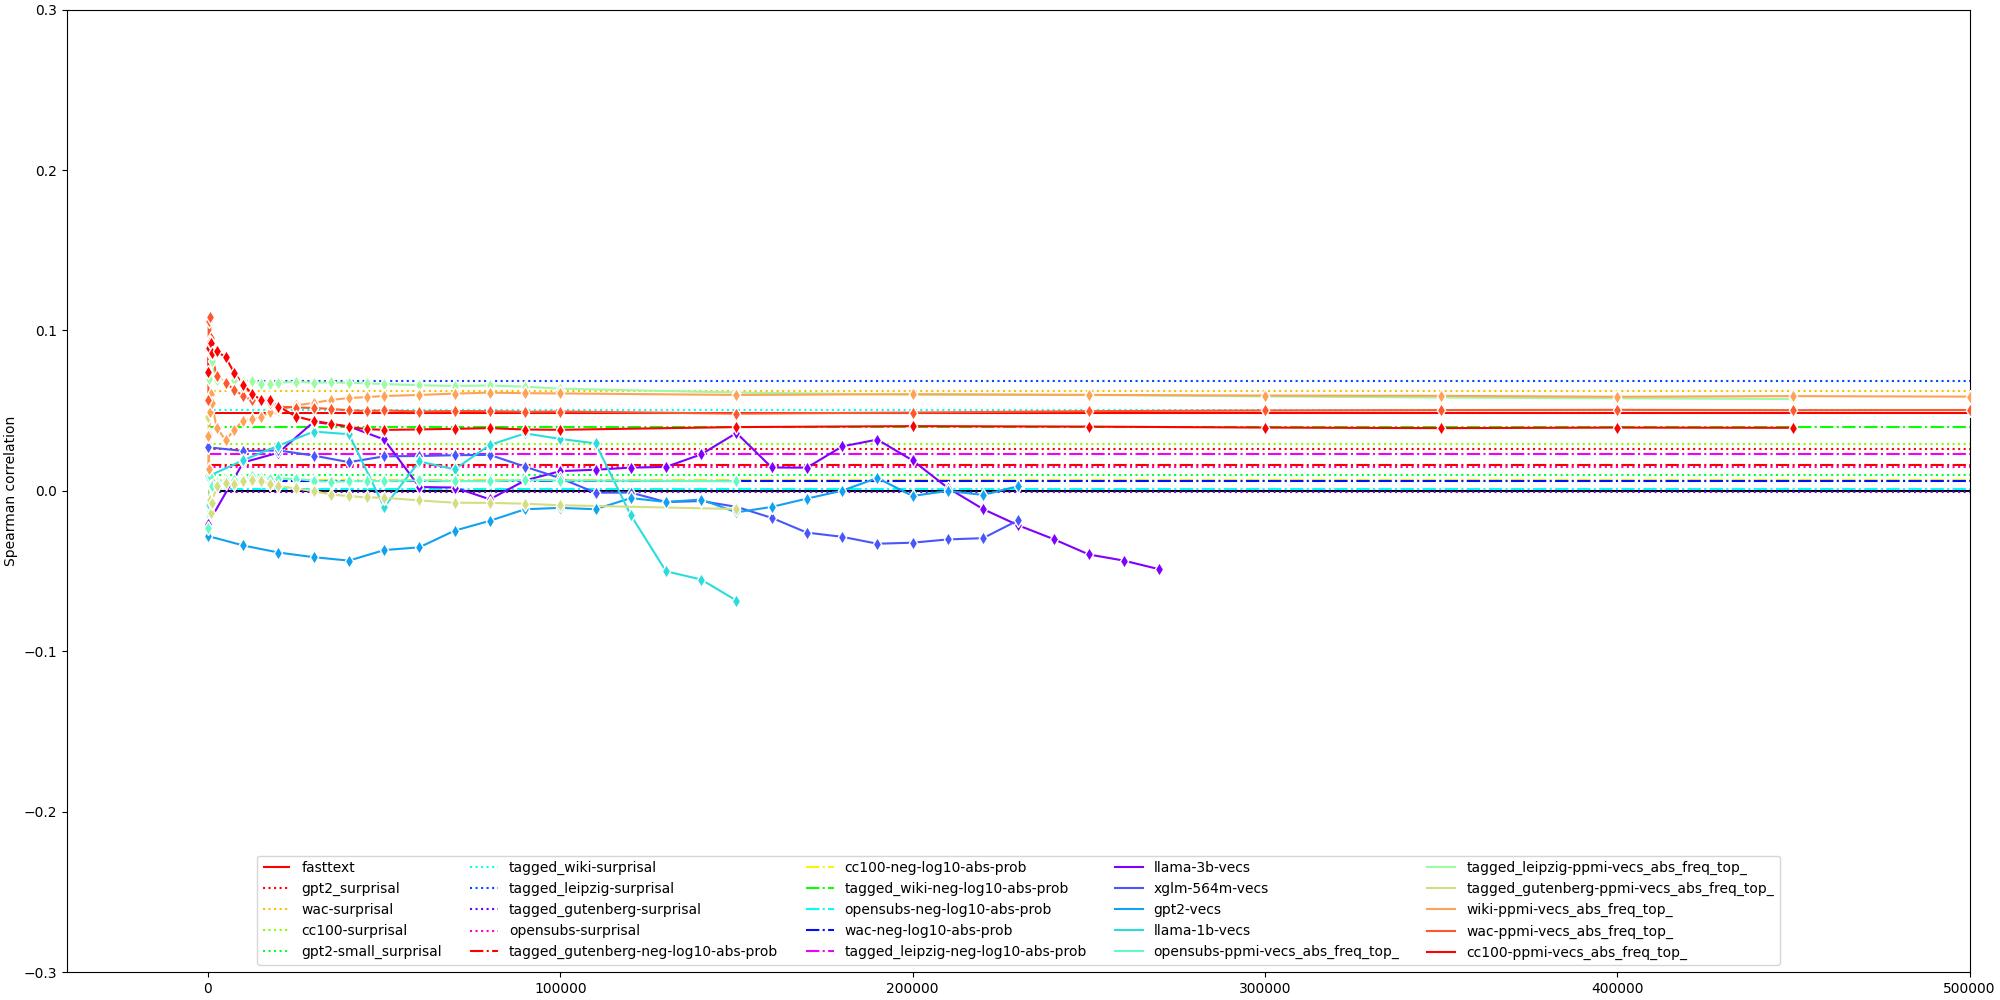 0.3
0.2
0.1
0.0
−0.1
−0.2
−0.3
Spearman correlation
fasttext
gpt2_surprisal
wac-surprisal
cc100-surprisal
gpt2-small_surprisal
tagged_wiki-surprisal
tagged_leipzig-surprisal
tagged_gutenberg-surprisal
opensubs-surprisal
tagged_gutenberg-neg-log10-abs-prob
cc100-neg-log10-abs-prob
tagged_wiki-neg-log10-abs-prob
opensubs-neg-log10-abs-prob
wac-neg-log10-abs-prob
tagged_leipzig-neg-log10-abs-prob
llama-3b-vecs
xglm-564m-vecs
gpt2-vecs
llama-1b-vecs
opensubs-ppmi-vecs_abs_freq_top_
tagged_leipzig-ppmi-vecs_abs_freq_top_
tagged_gutenberg-ppmi-vecs_abs_freq_top_
wiki-ppmi-vecs_abs_freq_top_
wac-ppmi-vecs_abs_freq_top_
cc100-ppmi-vecs_abs_freq_top_
0 100000 200000 300000 400000 500000